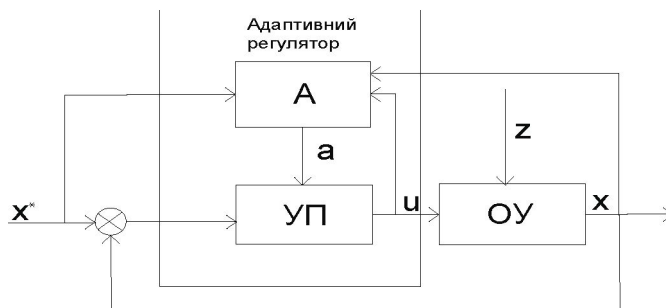 Адаптивний
регулятор
А
a
z
x*
УП
u
ОУ
x